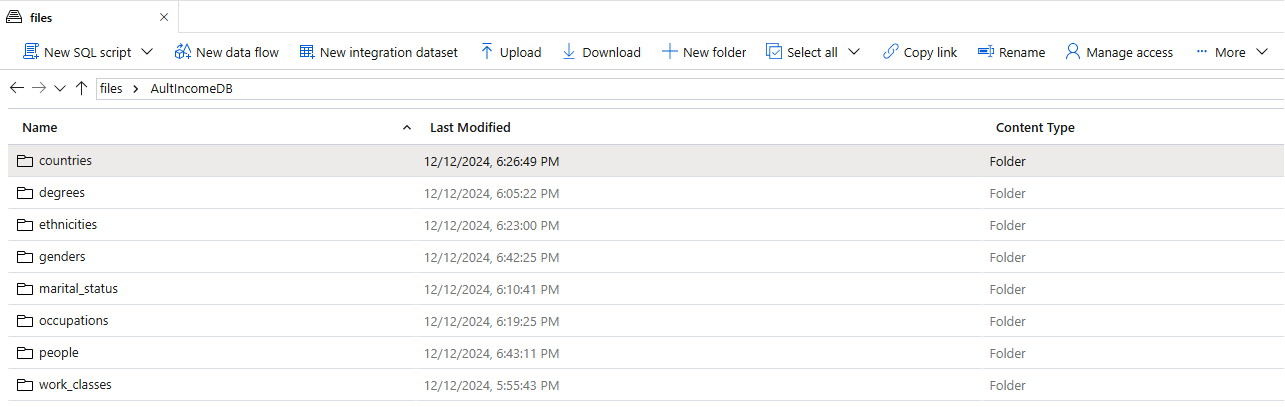 files
New SQL script New data flow New integration dataset Upload Download New folder Select all Copy link Rename Manage access More
files AultIncomeDB
Name Last Modified Content Type
countries 12/12/2024, 6:26:49 PM Folder
degrees 12/12/2024, 6:05:22 PM Folder
ethnicities 12/12/2024, 6:23:00 PM Folder
genders 12/12/2024, 6:42:25 PM Folder
marital_status 12/12/2024, 6:10:41 PM Folder
occupations 12/12/2024, 6:19:25 PM Folder
people 12/12/2024, 6:43:11 PM Folder
work_classes 12/12/2024, 5:55:43 PM Folder